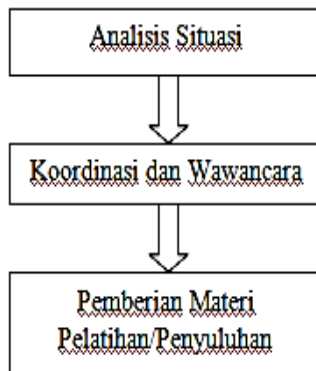 Analisis Situasi
Koordinasi dan Wawancara
Pemberian Materi
Pelatihan/Penyuluhan